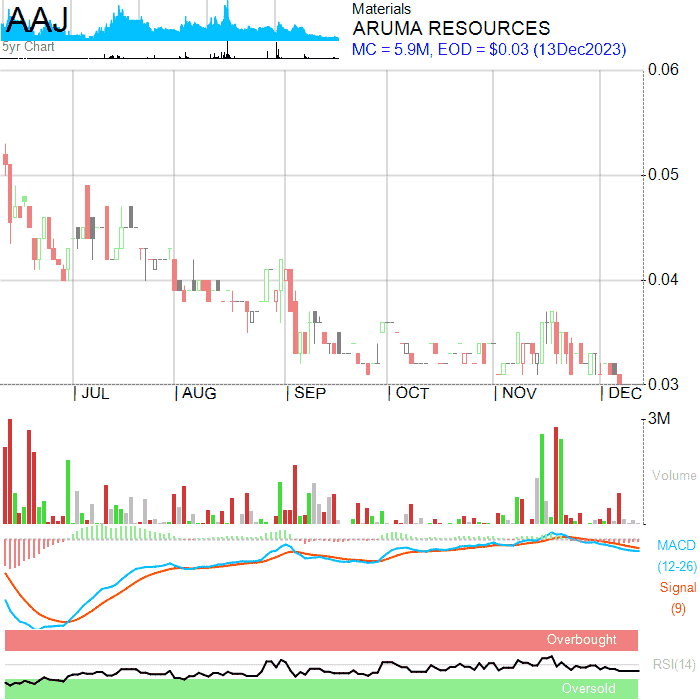 AAJ
5yr Chart
Materials
ARUMA RESOURCES
MC = 5.9M, EOD = $0.03 (13Dec2023)
0.06
0.05
0.04
0.03
JUL AUG SEP OCT NOV DEC
3M
Volume
MACD
(12-26)
Signal
(9)
Overbought
RSI(14)
Oversold